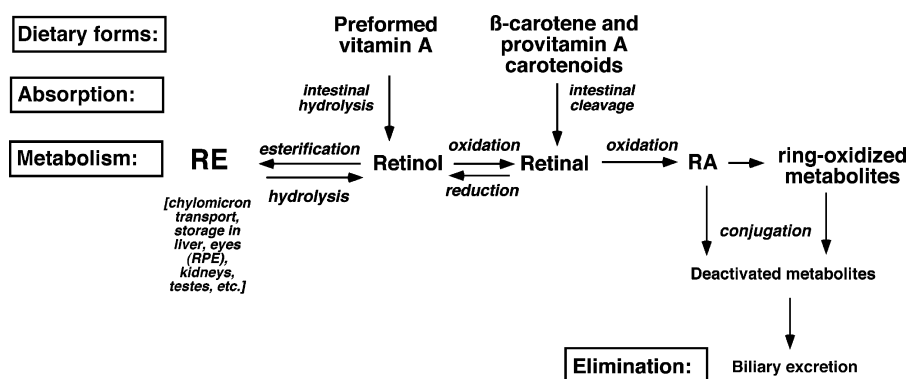 Dietary forms:
Preformed
vitamin A
ß-carotene and
provitamin A
carotenoids
Absorption:
intestinal
hydrolysis
intestinal
cleavage
Metabolism:
RE
esterification
hydrolysis
Retinol
oxidation
reduction
Retinal
oxidation
RA
ring-oxidized
metabolites
[chylomicron
transport,
storage in
liver, eyes
(RPE),
kidneys,
testes, etc.]
conjugation
Deactivated metabolites
Elimination:
Biliary excretion